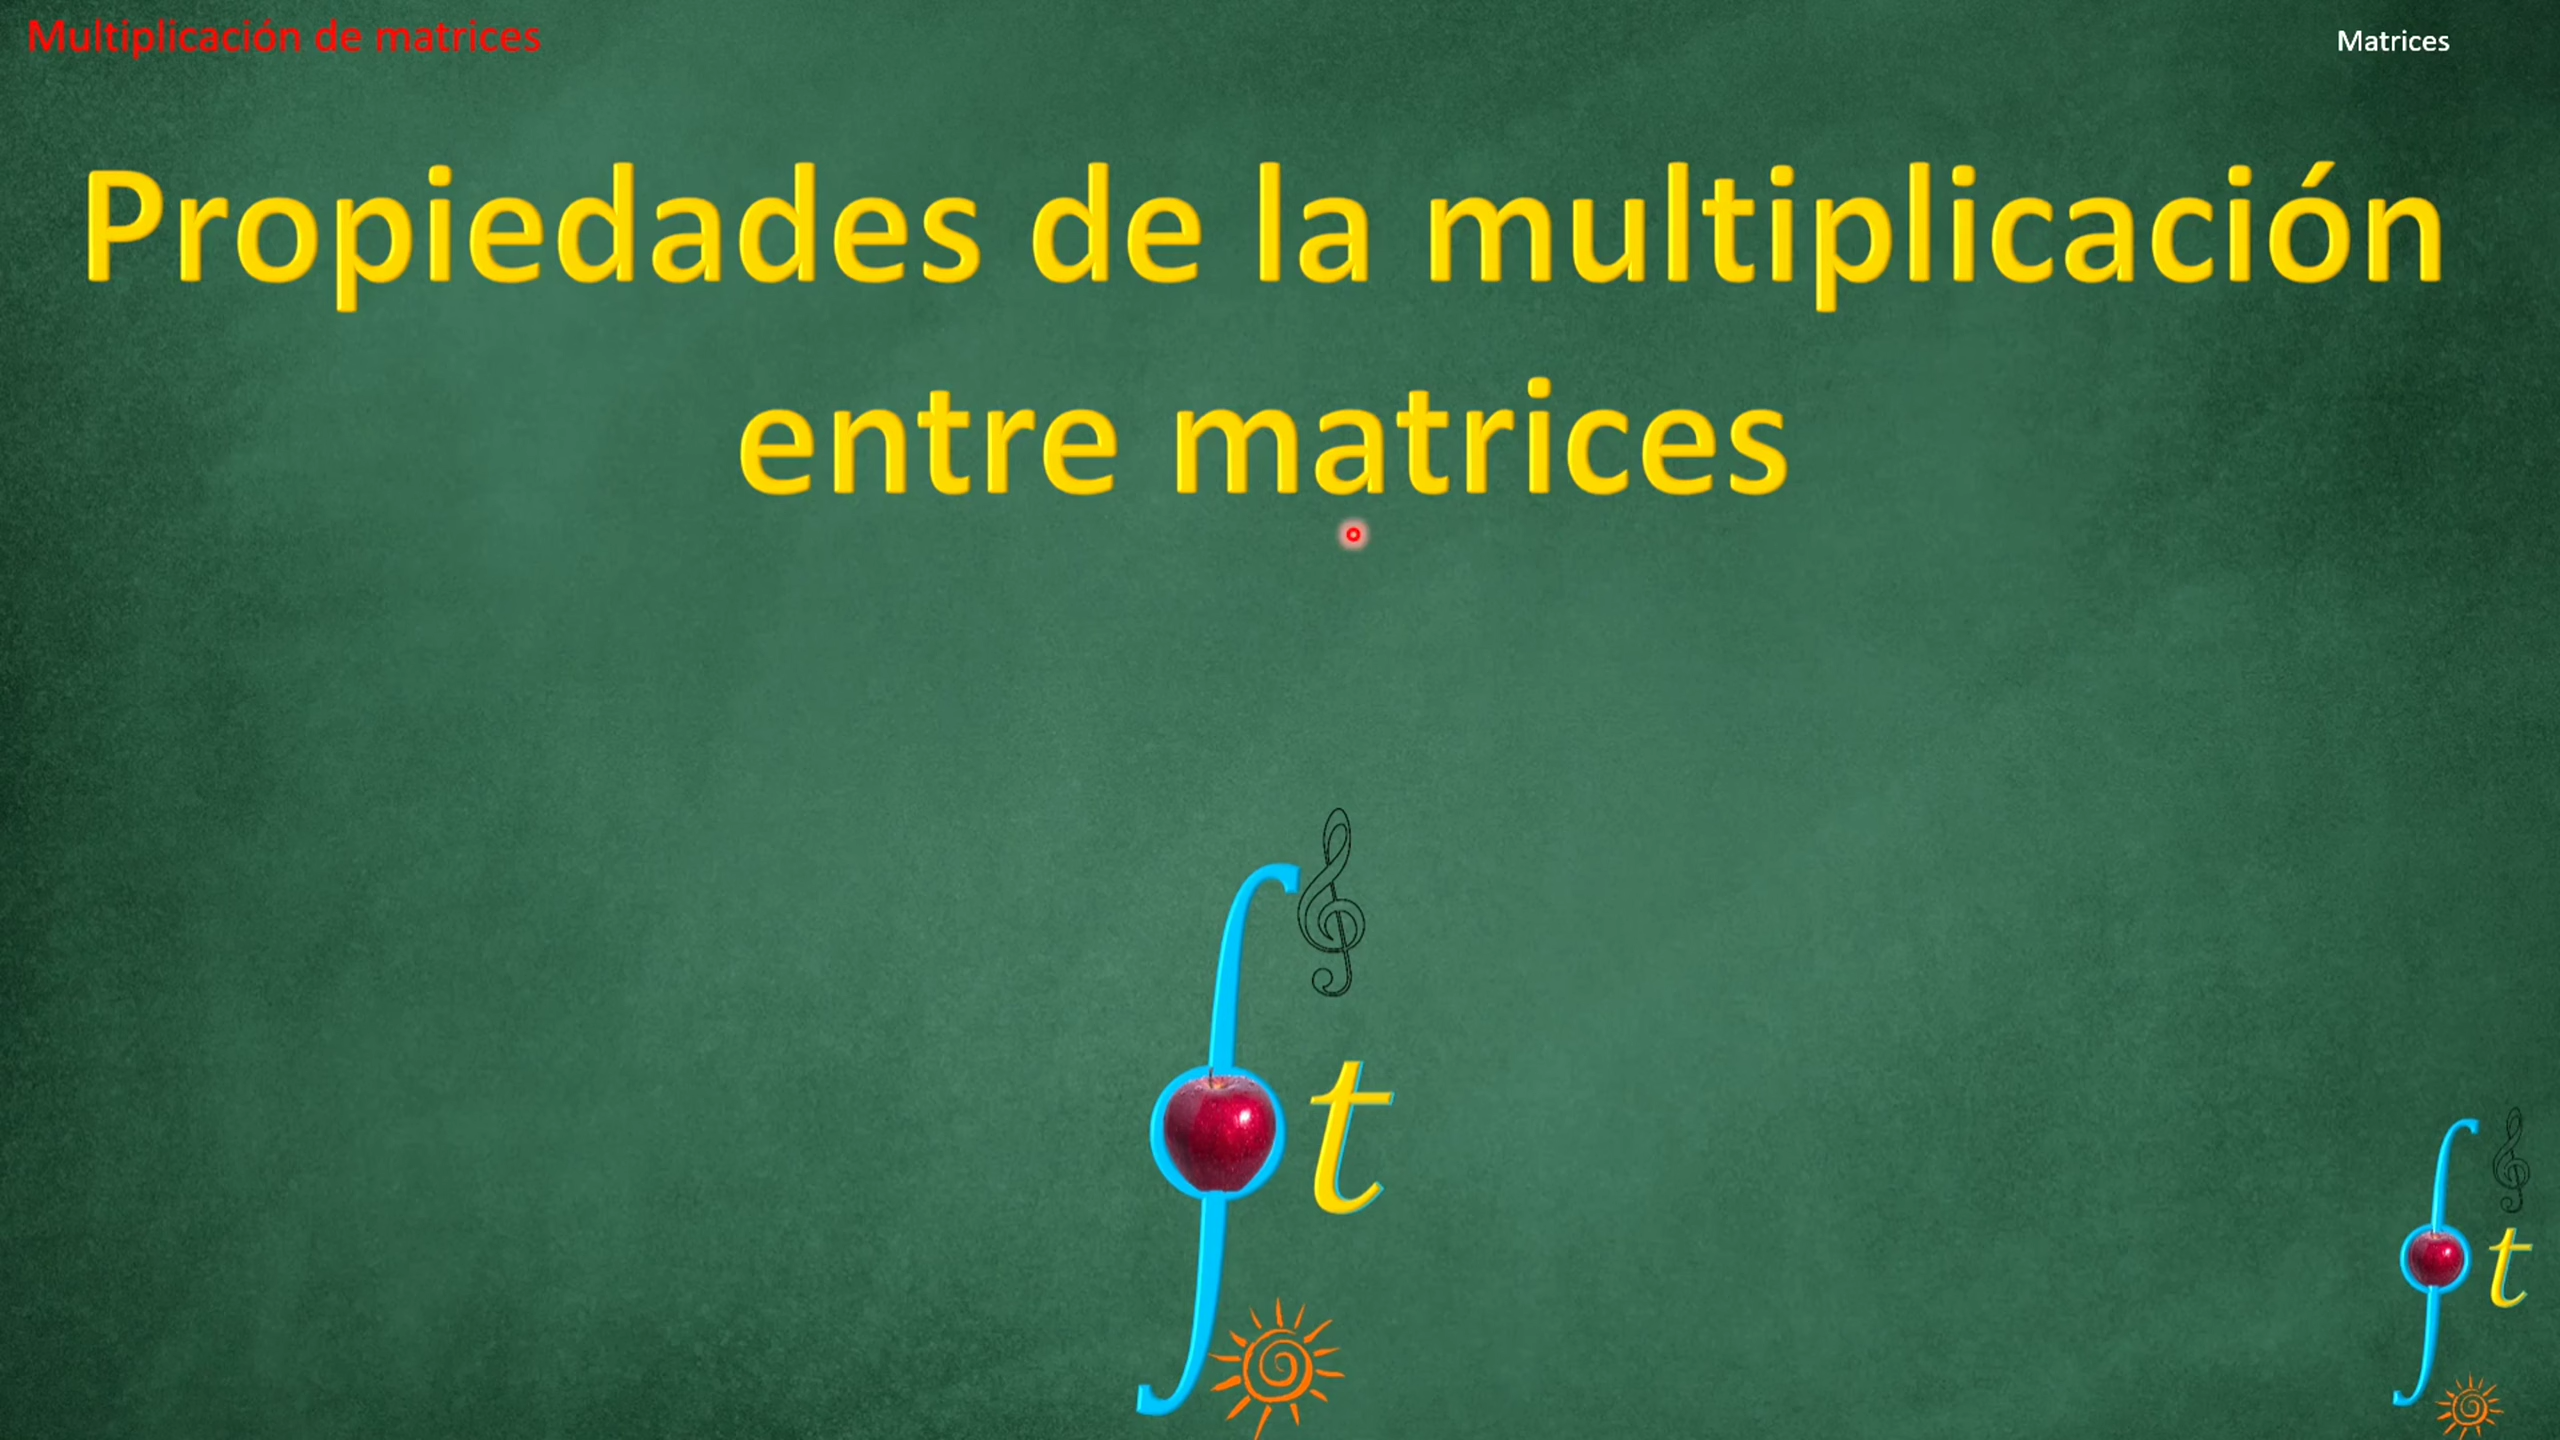 Multiplicación de matrices
Matrices
Propiedades de la multiplicación
entre matrices
t
t